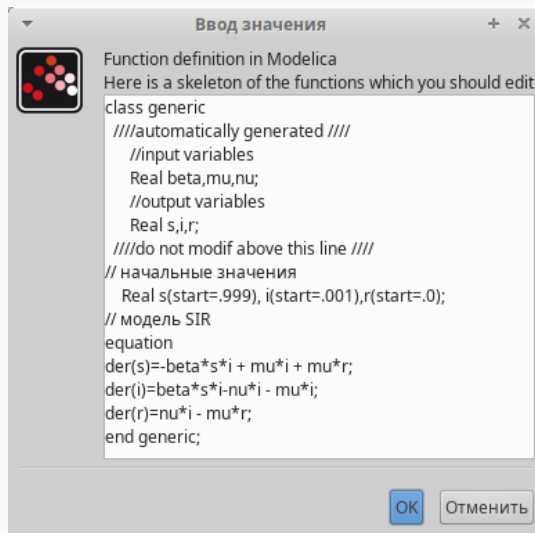 Ввод значения
Function definition in Modelica
Here is a skeleton of the functions which you should edit
class generic
////automatically generated ////
//input variables
Real beta,mu,nu;
//output variables
Real s,i,r;
////do not modif above this line ////
// начальные значения
Real s(start=.999), i(start=.001),r(start=.0);
// модель SIR
equation
der(s)=-beta*s*i + mu*i + mu*r;
der(i)=beta*s*i-nu*i - mu*i;
der(r)=nu*i - mu*r;
end generic;
OK Отменить